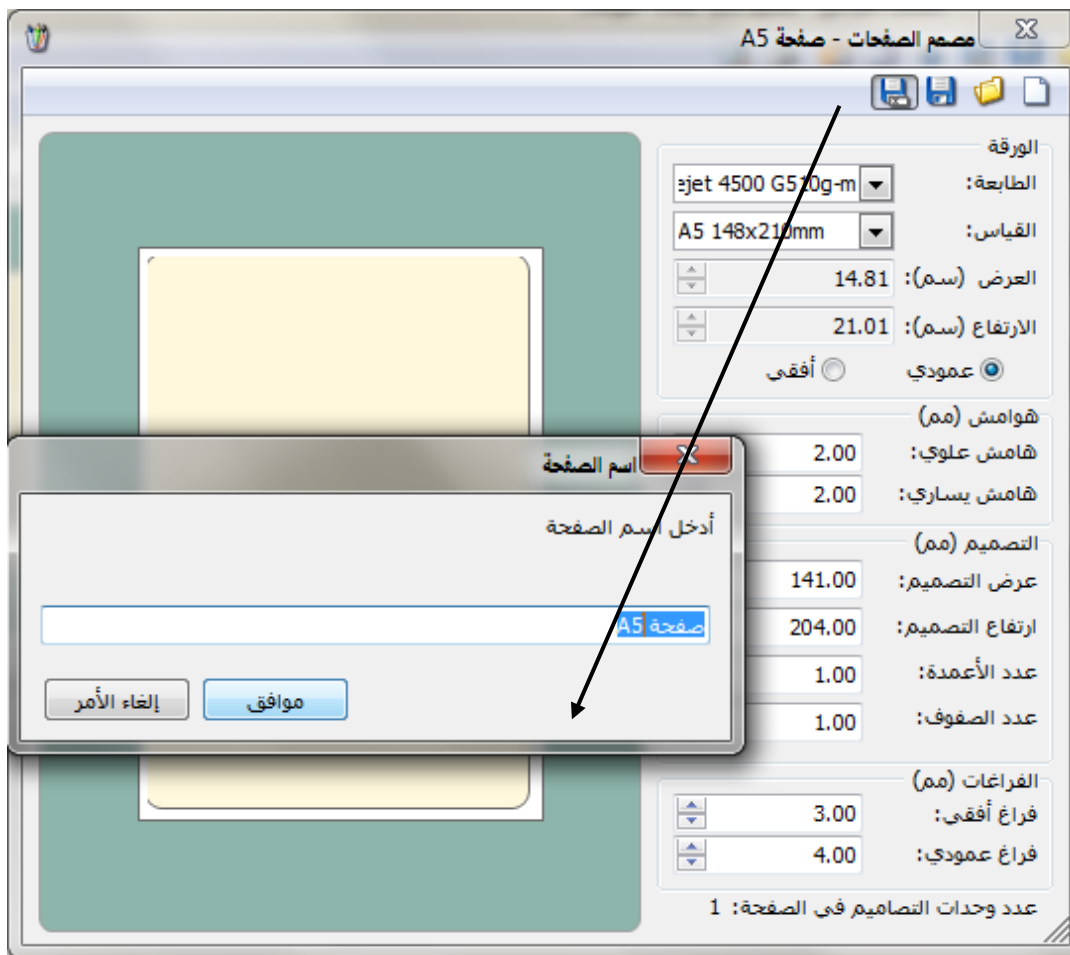 مصمم الصفحات - صفحة A5
الورقة
الطابعة: ejet 4500 G510g-m
القياس: A5 148x210mm
العرض (سم): 14.81
الارتفاع (سم): 21.01
عمودي أفقي
هوامش (مم)
هامش علوي: 2.00
هامش يساري: 2.00
اسم الصفحة
أدخل اسم الصفحة
صفحة A5
موافق إلغاء الأمر
التصميم (مم)
عرض التصميم: 141.00
ارتفاع التصميم: 204.00
عدد الأعمدة: 1.00
عدد الصفوف: 1.00
الفراغات (مم)
فراغ أفقي: 3.00
فراغ عمودي: 4.00
عدد وحدات التصاميم في الصفحة: 1